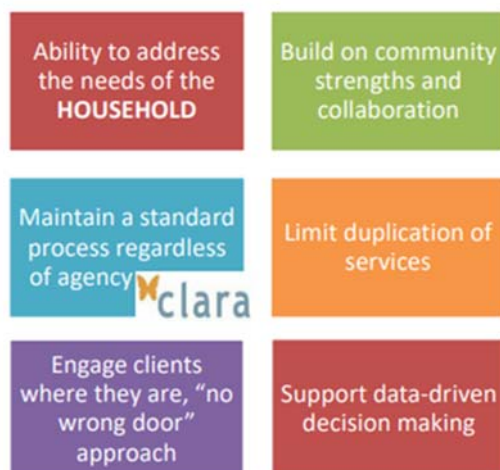 Ability to address
the needs of the
HOUSEHOLD
Build on community
strengths and
collaboration
Maintain a standard
process regardless
of agency
clara
Limit duplication of
services
Engage clients
where they are, “no
wrong door”
approach
Support data-driven
decision making